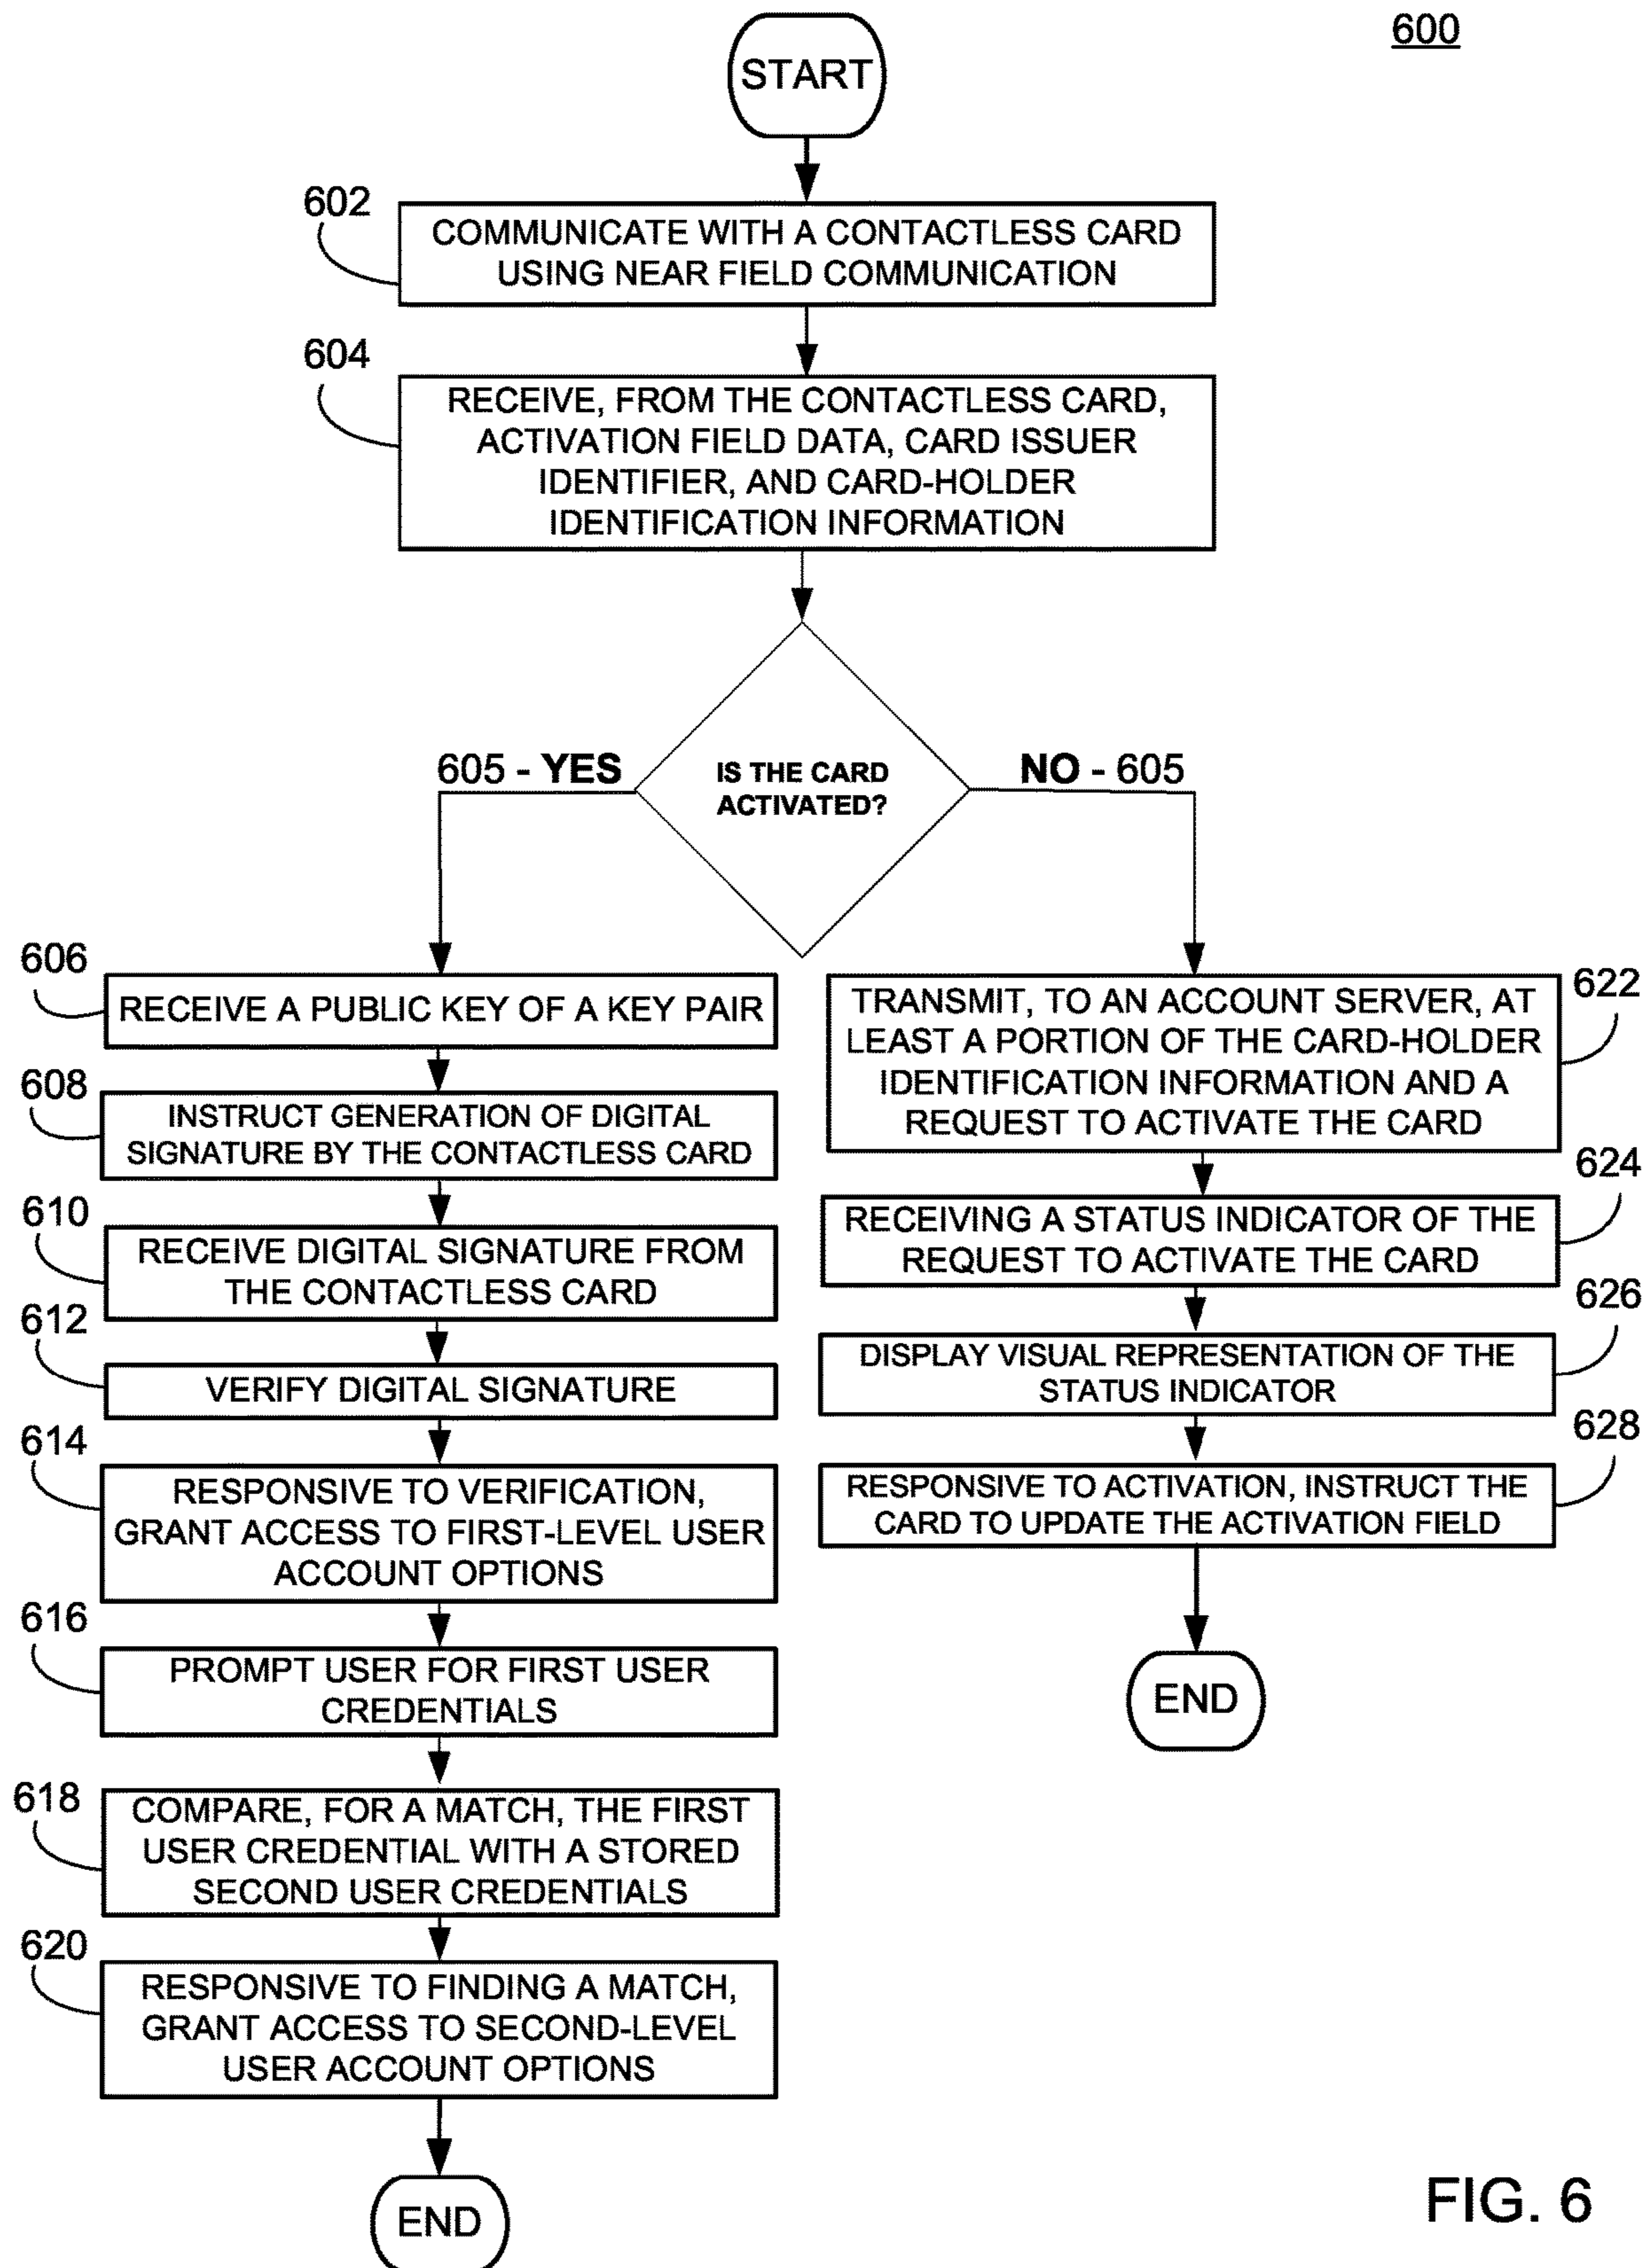 600
START
602
COMMUNICATE WITH A CONTACTLESS CARD
USING NEAR FIELD COMMUNICATION
604
RECEIVE, FROM THE CONTACTLESS CARD,
ACTIVATION FIELD DATA, CARD ISSUER
IDENTIFIER, AND CARD-HOLDER
IDENTIFICATION INFORMATION
605 - YES
IS THE CARD
ACTIVATED?
NO - 605
606
RECEIVE A PUBLIC KEY OF A KEY PAIR
608
INSTRUCT GENERATION OF DIGITAL
SIGNATURE BY THE CONTACTLESS CARD
610
RECEIVE DIGITAL SIGNATURE FROM
THE CONTACTLESS CARD
612
VERIFY DIGITAL SIGNATURE
614
RESPONSIVE TO VERIFICATION,
GRANT ACCESS TO FIRST-LEVEL USER
ACCOUNT OPTIONS
616
PROMPT USER FOR FIRST USER
CREDENTIALS
618
COMPARE, FOR A MATCH, THE FIRST
USER CREDENTIAL WITH A STORED
SECOND USER CREDENTIALS
620
RESPONSIVE TO FINDING A MATCH,
GRANT ACCESS TO SECOND-LEVEL
USER ACCOUNT OPTIONS
END
622
TRANSMIT, TO AN ACCOUNT SERVER, AT
LEAST A PORTION OF THE CARD-HOLDER
IDENTIFICATION INFORMATION AND A
REQUEST TO ACTIVATE THE CARD
624
RECEIVING A STATUS INDICATOR OF THE
REQUEST TO ACTIVATE THE CARD
626
DISPLAY VISUAL REPRESENTATION OF THE
STATUS INDICATOR
628
RESPONSIVE TO ACTIVATION, INSTRUCT THE
CARD TO UPDATE THE ACTIVATION FIELD
END
FIG. 6